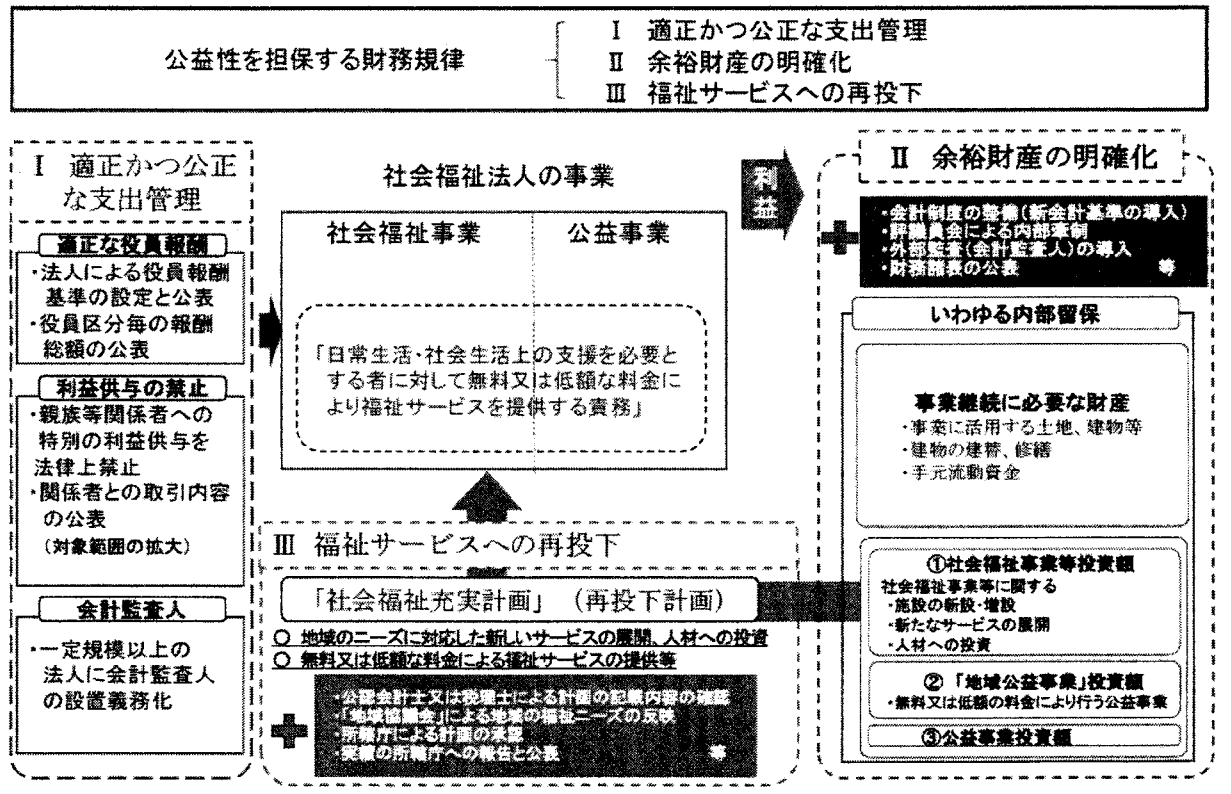 公益性を担保する財務規律
Ⅰ 適正かつ公正な支出管理
Ⅱ 余裕財産の明確化
Ⅲ 福祉サービスへの再投下
Ⅰ 適正かつ公正
な支出管理
適正な役員報酬
・法人による役員報酬
基準の設定と公表
・役員区分毎の報酬
総額の公表
利益供与の禁止
・親族等関係者への
特別の利益供与を
法律上禁止
・関係者との取引内容
の公表
(対象範囲の拡大)
会計監査人
・一定規模以上の
法人に会計監査人
の設置義務化
社会福祉法人の事業
社会福祉事業
公益事業
「日常生活・社会生活上の支援を必要と
する者に対して無料又は低額な料金に
より福祉サービスを提供する責務」
利益
Ⅲ 福祉サービスへの再投下
「社会福祉充実計画」(再投下計画)
○ 地域のニーズに対応した新しいサービスの展開、人材への投資
○ 無料又は低額な料金による福祉サービスの提供等
・公認会計士又は税理士による計画の記載内容の確認
・「地域協議会」による地域の福祉ニーズの反映
・所轄庁による計画の承認
・実績の所轄庁への報告と公表 等
Ⅱ 余裕財産の明確化
・会計制度の整備(新会計基準の導入)
・評議員会による内部牽制
・外部監査(会計監査人)の導入
・財務諸表の公表 等
いわゆる内部留保
事業継続に必要な財産
・事業に活用する土地、建物等
・建物の建替、修繕
・手元流動資金
①社会福祉事業等投資額
社会福祉事業等に関する
・施設の新設・増設
・新たなサービスの展開
・人材への投資
②「地域公益事業」投資額
・無料又は低額の料金により行う公益事業
③公益事業投資額